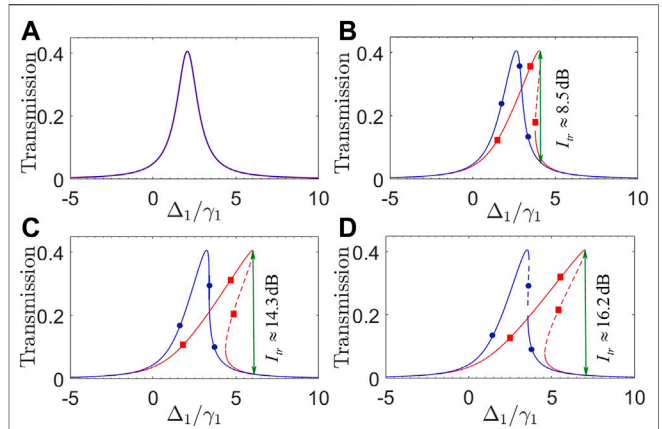 A
B
Transmission
0.4
0.2
0
-5
0
5
10
Δ₁/γ₁
Transmission
0.4
0.2
0
-5
0
5
10
Δ₁/γ₁
I_tr ≈ 8.5 dB
C
D
Transmission
0.4
0.2
0
-5
0
5
10
Δ₁/γ₁
I_tr ≈ 14.3 dB
Transmission
0.4
0.2
0
-5
0
5
10
Δ₁/γ₁
I_tr ≈ 16.2 dB